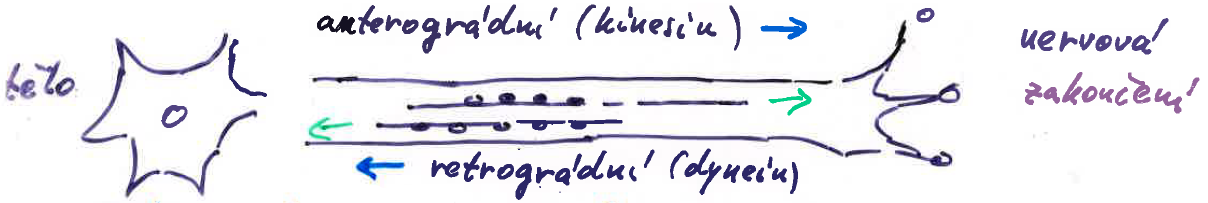 anterográdní (kinesin)
nervová
zakončení
tělo
retrográdní (dynein)